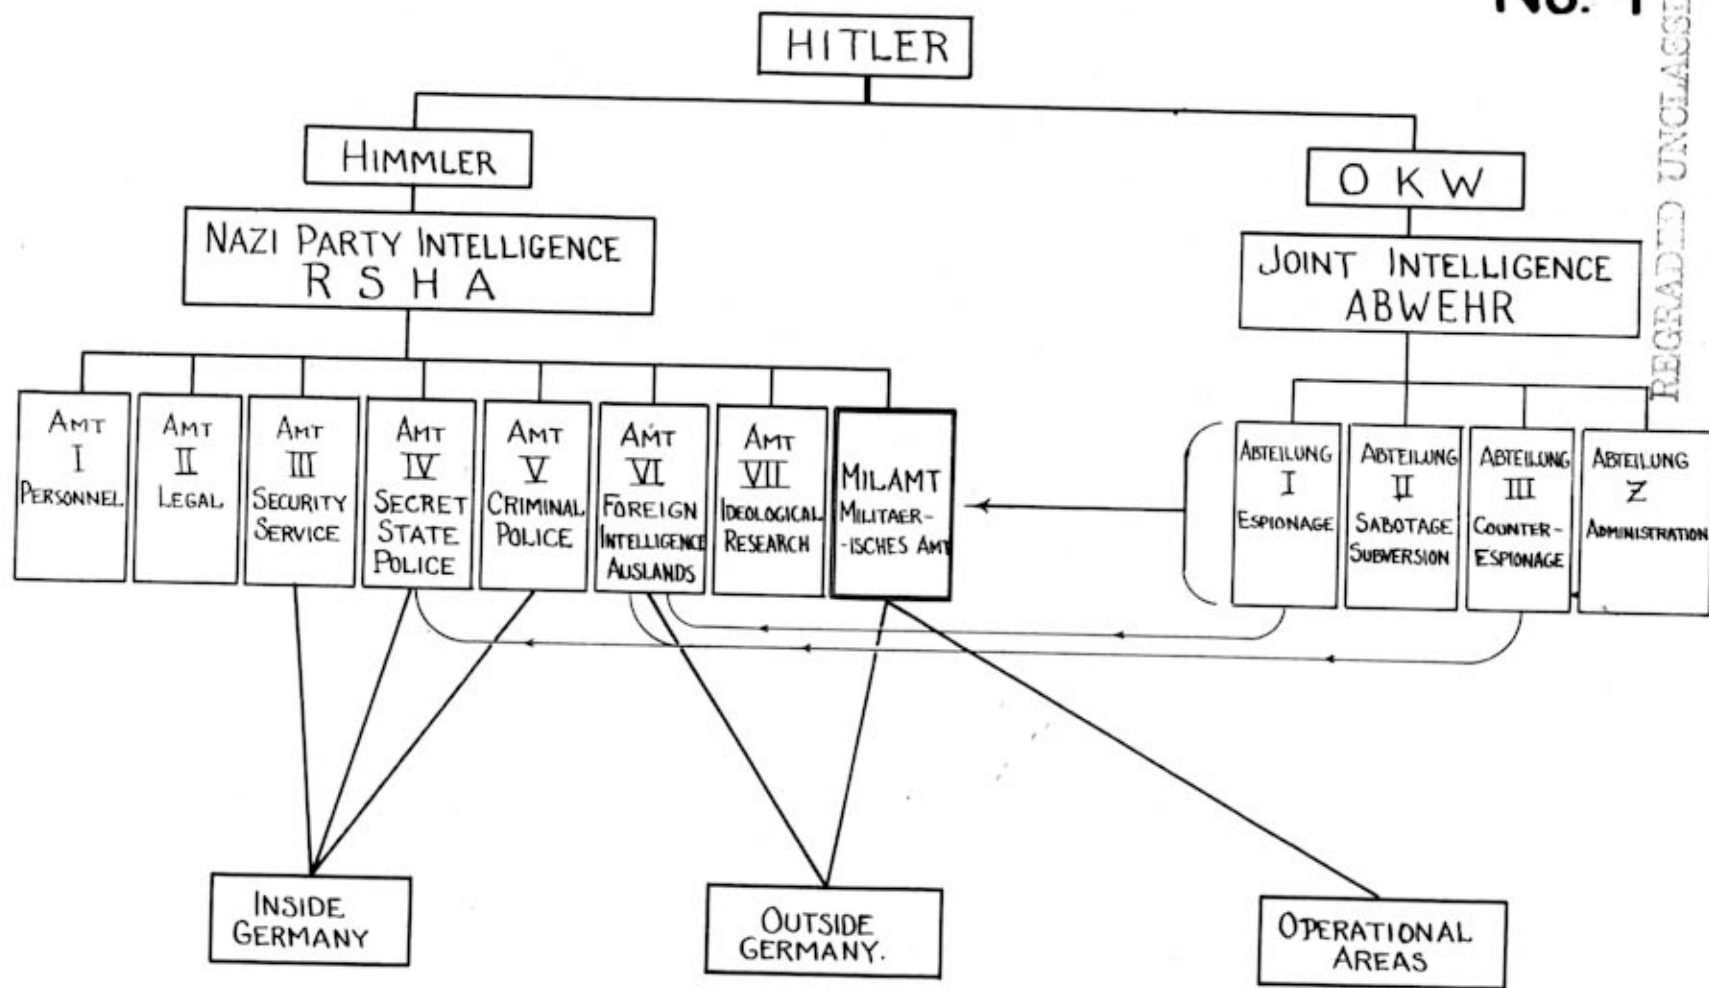 No. 1
REGRADED UNCLASSI
HITLER
HIMMLER
O K W
NAZI PARTY INTELLIGENCE
R S H A
JOINT INTELLIGENCE
ABWEHR
AMT
I
PERSONNEL
AMT
II
LEGAL
AMT
III
SECURITY
SERVICE
AMT
IV
SECRET
STATE
POLICE
AMT
V
CRIMINAL
POLICE
AMT
VI
FOREIGN
INTELLIGENCE
AUSLANDS
AMT
VII
IDEOLOGICAL
RESEARCH
MILAMT
MILITAER-
-ISCHES AMT
ABTEILUNG
I
ESPIONAGE
ABTEILUNG
II
SABOTAGE
SUBVERSION
ABTEILUNG
III
COUNTER-
ESPIONAGE
ABTEILUNG
Z
ADMINISTRATION
INSIDE
GERMANY
OUTSIDE
GERMANY.
OPERATIONAL
AREAS